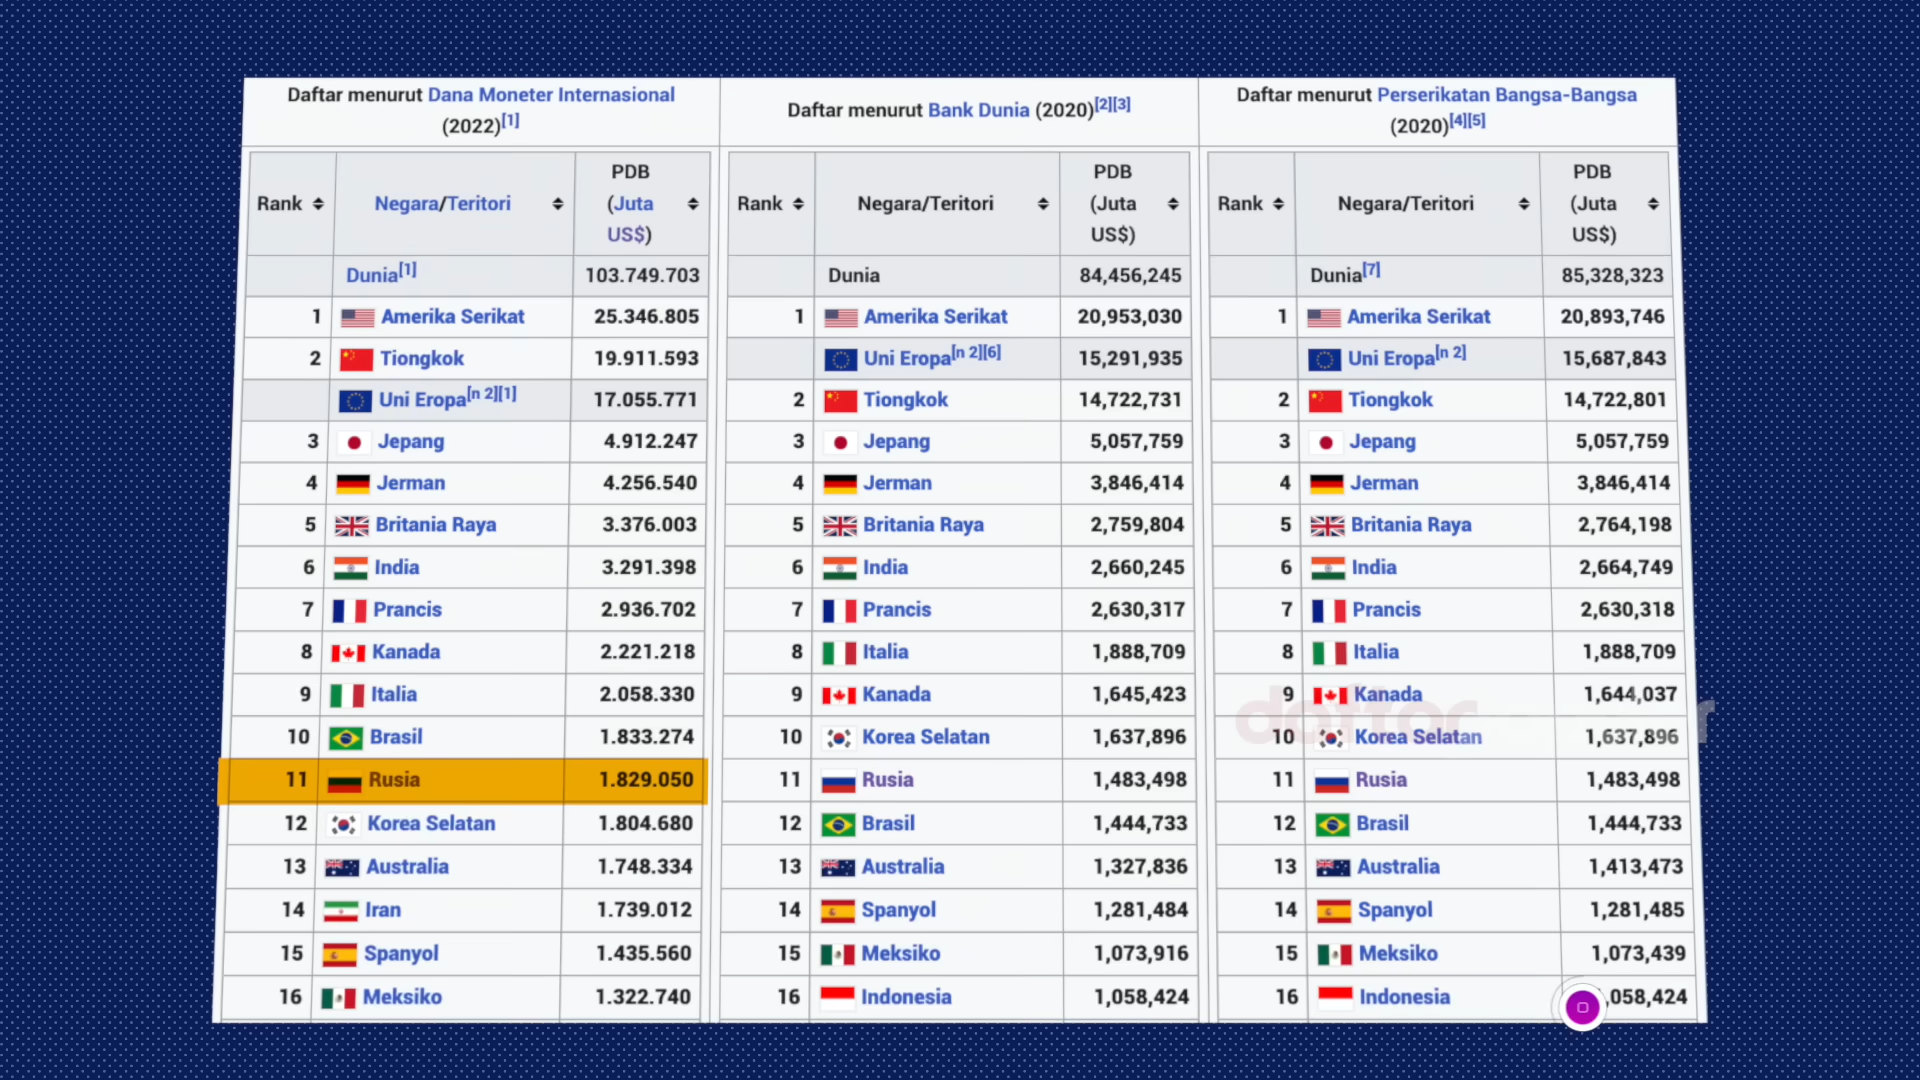 Daftar menurut Dana Moneter Internasional
(2022)[1]
Rank Negara/Teritori PDB (Juta US$)
Dunia[1] 103.749.703
1 Amerika Serikat 25.346.805
2 Tiongkok 19.911.593
Uni Eropa[n 2][1] 17.055.771
3 Jepang 4.912.247
4 Jerman 4.256.540
5 Britania Raya 3.376.003
6 India 3.291.398
7 Prancis 2.936.702
8 Kanada 2.221.218
9 Italia 2.058.330
10 Brasil 1.833.274
11 Rusia 1.829.050
12 Korea Selatan 1.804.680
13 Australia 1.748.334
14 Iran 1.739.012
15 Spanyol 1.435.560
16 Meksiko 1.322.740
Daftar menurut Bank Dunia (2020)[2][3]
Rank Negara/Teritori PDB (Juta US$)
Dunia 84,456,245
1 Amerika Serikat 20,953,030
Uni Eropa[n 2][6] 15,291,935
2 Tiongkok 14,722,731
3 Jepang 5,057,759
4 Jerman 3,846,414
5 Britania Raya 2,759,804
6 India 2,660,245
7 Prancis 2,630,317
8 Italia 1,888,709
9 Kanada 1,645,423
10 Korea Selatan 1,637,896
11 Rusia 1,483,498
12 Brasil 1,444,733
13 Australia 1,327,836
14 Spanyol 1,281,484
15 Meksiko 1,073,916
16 Indonesia 1,058,424
Daftar menurut Perserikatan Bangsa-Bangsa
(2020)[4][5]
Rank Negara/Teritori PDB (Juta US$)
Dunia[7] 85,328,323
1 Amerika Serikat 20,893,746
Uni Eropa[n 2] 15,687,843
2 Tiongkok 14,722,801
3 Jepang 5,057,759
4 Jerman 3,846,414
5 Britania Raya 2,764,198
6 India 2,664,749
7 Prancis 2,630,318
8 Italia 1,888,709
9 Kanada 1,644,037
10 Korea Selatan 1,637,896
11 Rusia 1,483,498
12 Brasil 1,444,733
13 Australia 1,413,473
14 Spanyol 1,281,485
15 Meksiko 1,073,439
16 Indonesia ,058,424